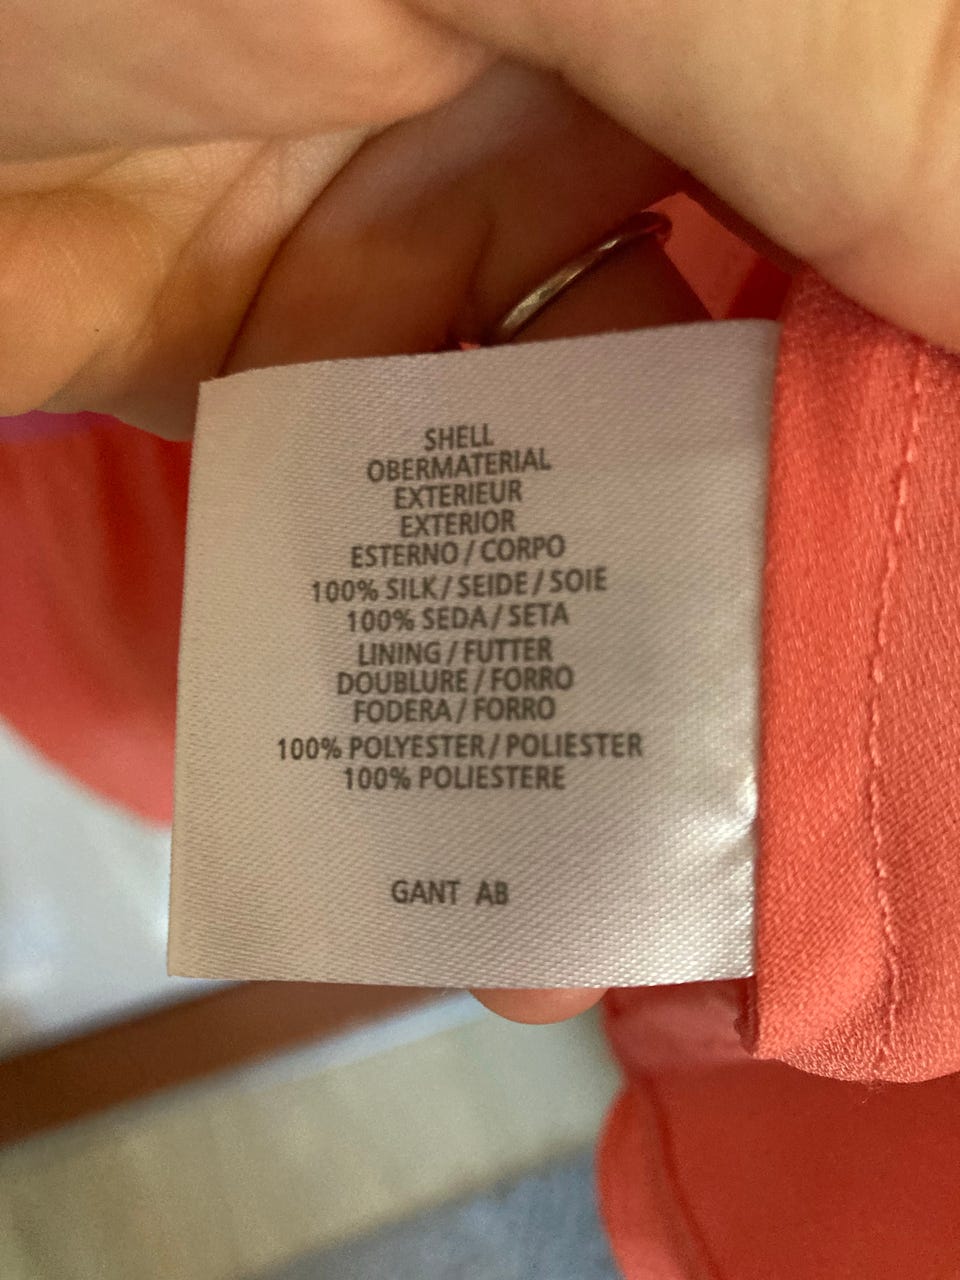 SHELL
OBERMATERIAL
EXTERIEUR
EXTERIOR
ESTERNO / CORPO
100% SILK / SEIDE / SOIE
100% SEDA / SETA
LINING / FUTTER
DOUBLURE / FORRO
FODERA / FORRO
100% POLYESTER / POLIESTER
100% POLIESTERE
GANT AB